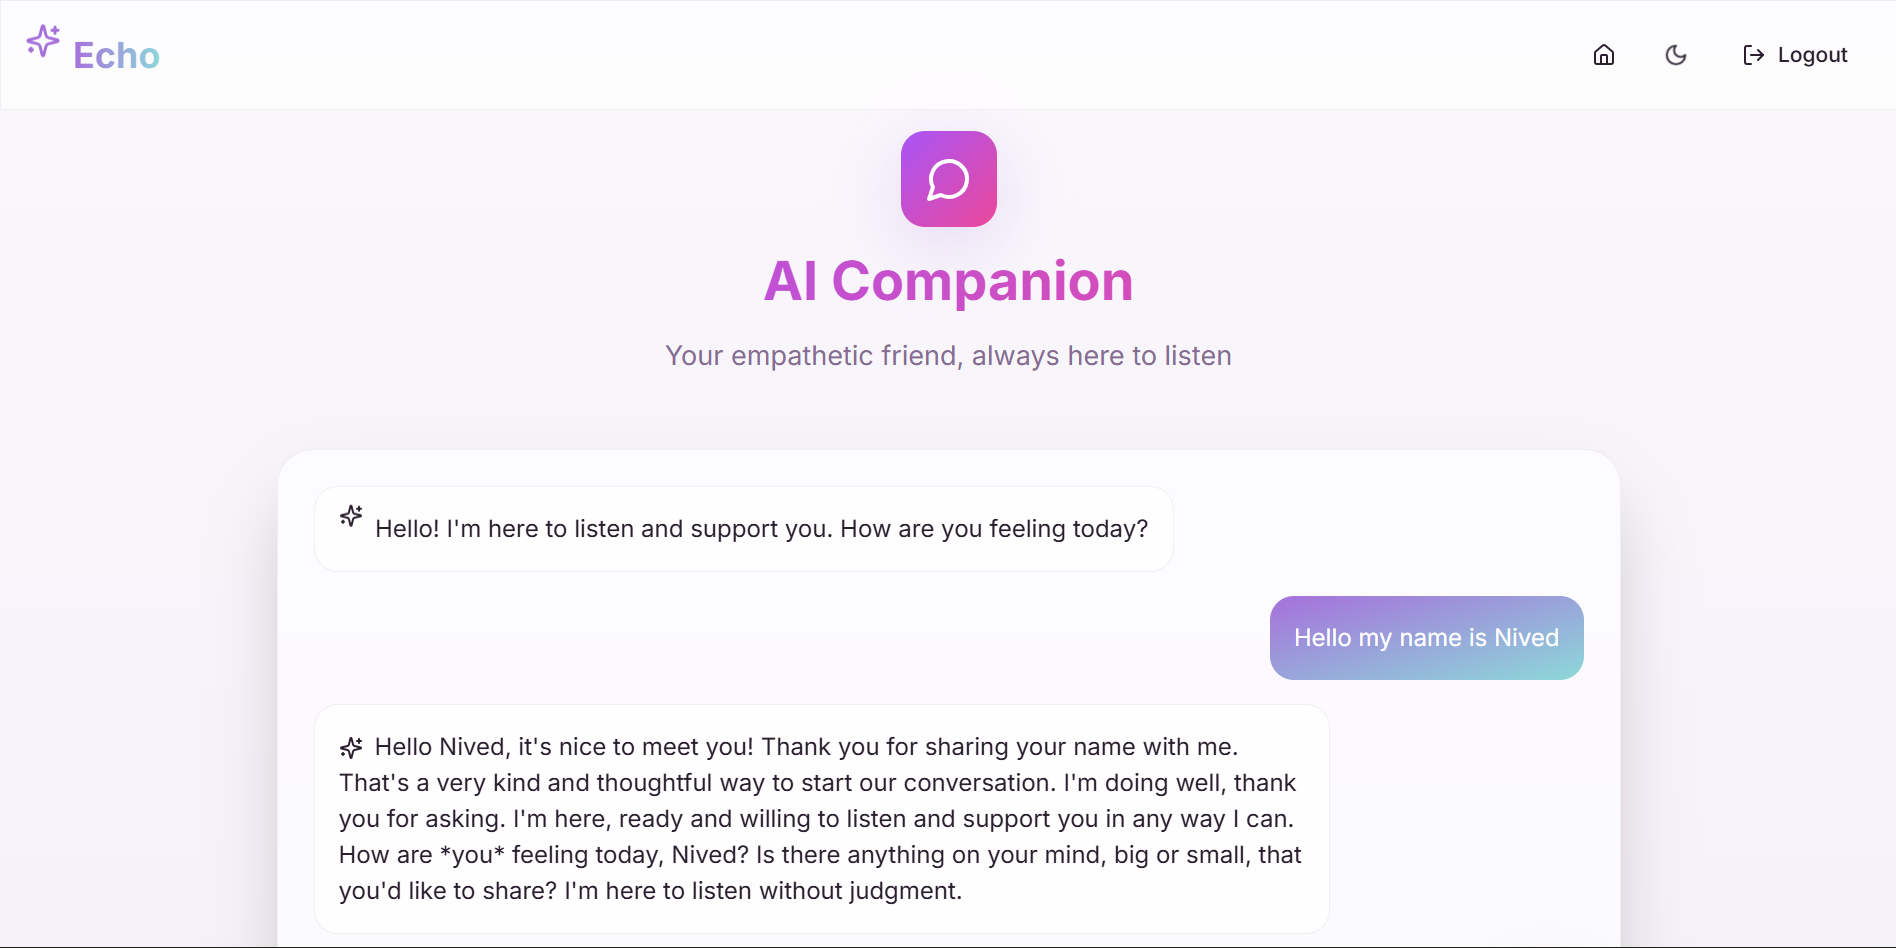 Echo
Logout
AI Companion
Your empathetic friend, always here to listen
Hello! I'm here to listen and support you. How are you feeling today?
Hello my name is Nived
Hello Nived, it's nice to meet you! Thank you for sharing your name with me.
That's a very kind and thoughtful way to start our conversation. I'm doing well, thank
you for asking. I'm here, ready and willing to listen and support you in any way I can.
How are *you* feeling today, Nived? Is there anything on your mind, big or small, that
you'd like to share? I'm here to listen without judgment.